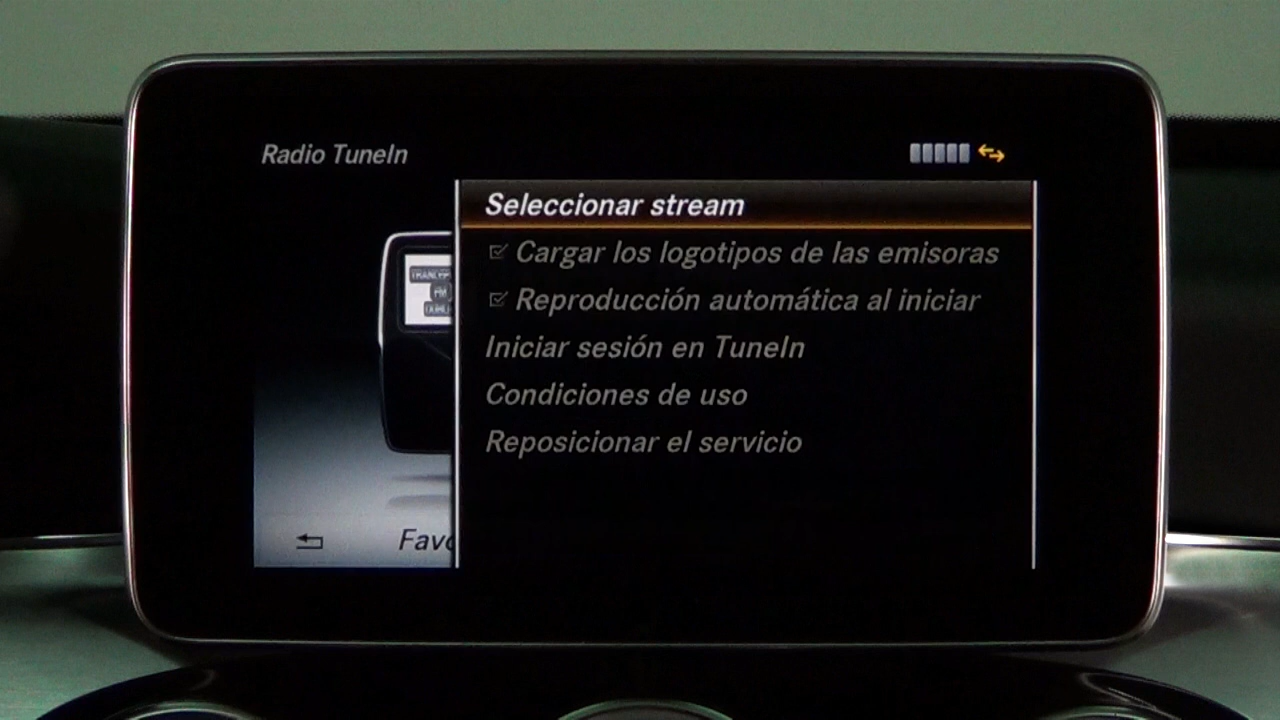 Radio TuneIn
Seleccionar stream
Cargar los logotipos de las emisoras
Reproducción automática al iniciar
Iniciar sesión en TuneIn
Condiciones de uso
Reposicionar el servicio
FM
Favo